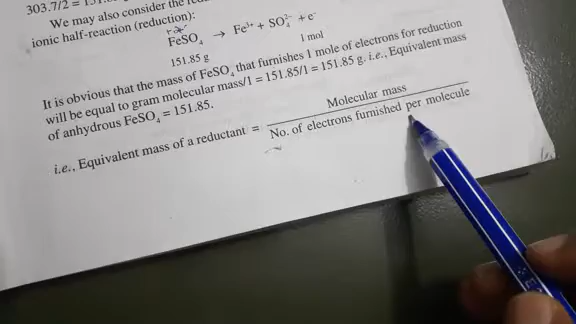 303.7/2 = 151.85
We may also consider the
ionic half-reaction (reduction):
FeSO₄ → Fe³⁺ + SO₄²⁻ + e⁻
151.85 g 1 mol
It is obvious that the mass of FeSO₄ that furnishes 1 mole of electrons for reduction
will be equal to gram molecular mass/1 = 151.85/1 = 151.85 g. i.e., Equivalent mass
of anhydrous FeSO₄ = 151.85.
i.e., Equivalent mass of a reductant = Molecular mass
No. of electrons furnished per molecule